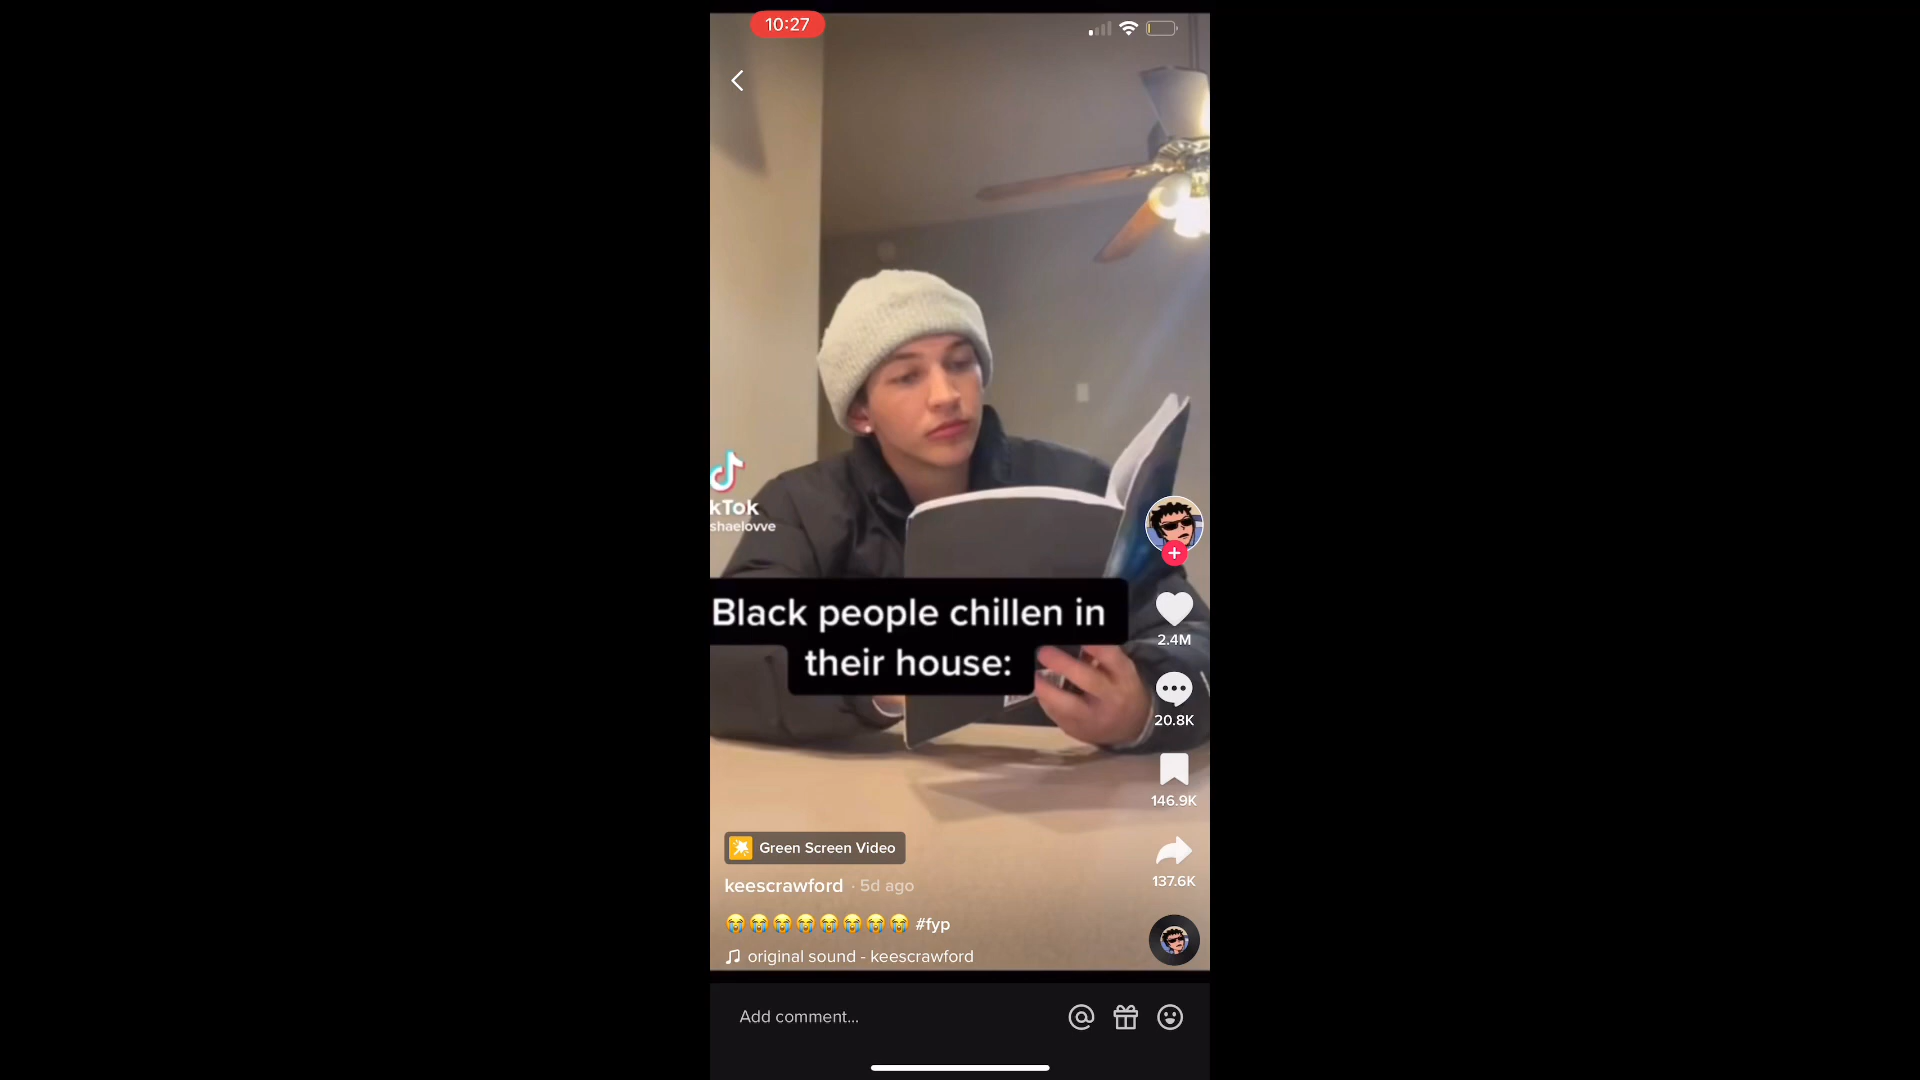 10:27
kTok
shaelovve
Black people chillen in
their house:
2.4M
20.8K
146.9K
137.6K
Green Screen Video
keescrawford · 5d ago
😭😭😭😭😭😭😭😭 #fyp
original sound - keescrawford
Add comment...